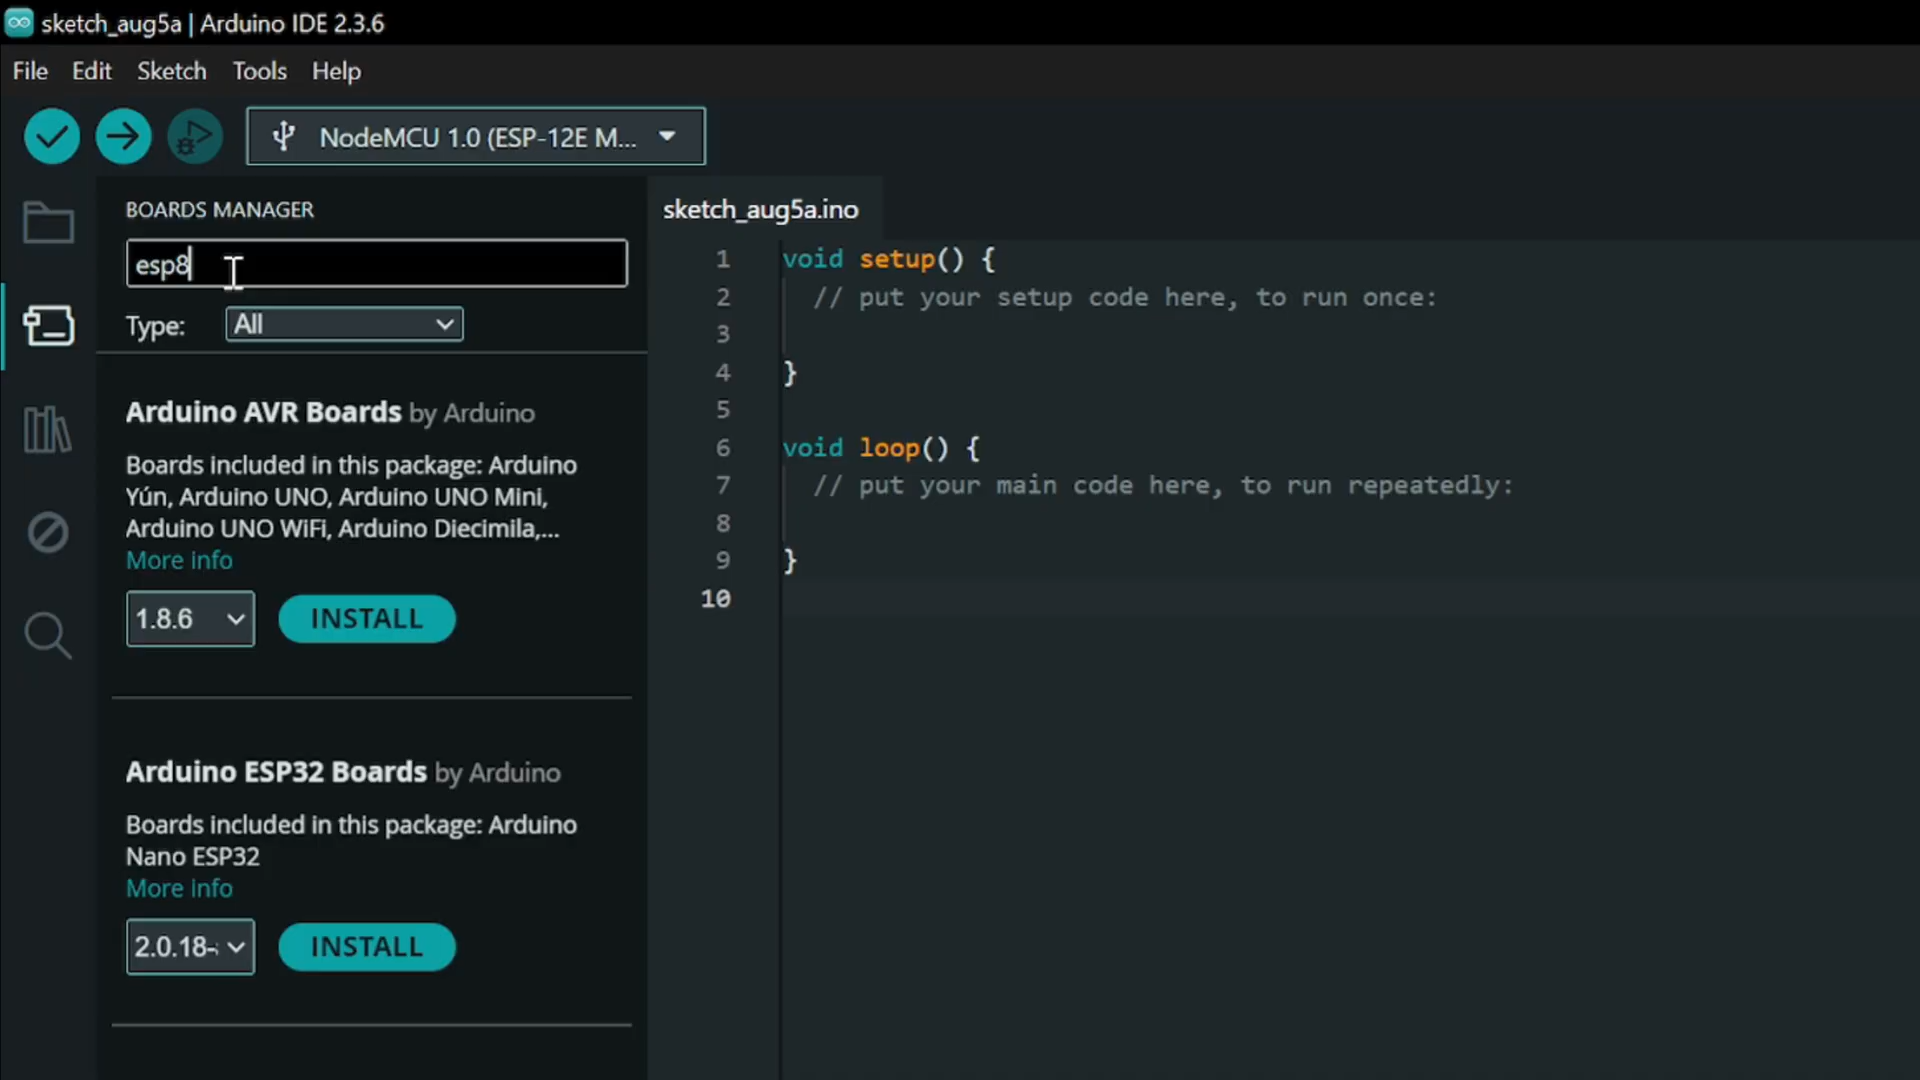 sketch_aug5a | Arduino IDE 2.3.6
File Edit Sketch Tools Help
NodeMCU 1.0 (ESP-12E M...
BOARDS MANAGER
esp8
Type: All
Arduino AVR Boards by Arduino
Boards included in this package: Arduino
Yún, Arduino UNO, Arduino UNO Mini,
Arduino UNO WiFi, Arduino Diecimila,...
More info
1.8.6 INSTALL
Arduino ESP32 Boards by Arduino
Boards included in this package: Arduino
Nano ESP32
More info
2.0.18- INSTALL
sketch_aug5a.ino
1 void setup() {
2 // put your setup code here, to run once:
3
4 }
5
6 void loop() {
7 // put your main code here, to run repeatedly:
8
9 }
10